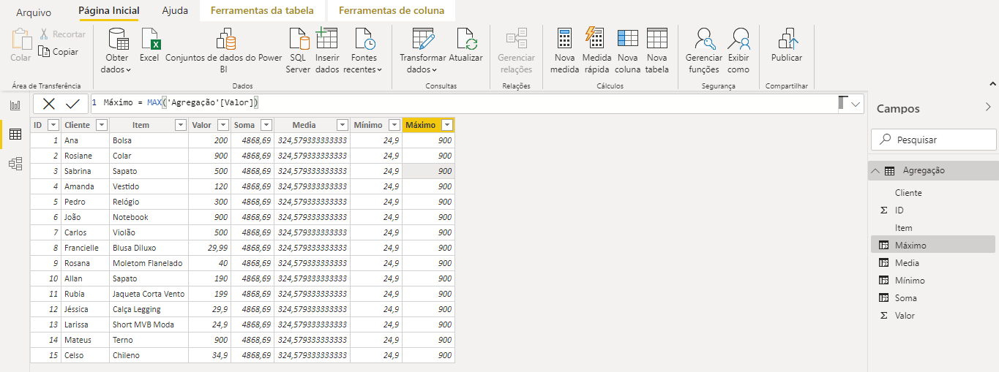 Arquivo Página Inicial Ajuda Ferramentas da tabela Ferramentas de coluna
Colar
Recortar
Copiar
Área de Transferência
Obter dados
Excel
Conjuntos de dados do Power BI
SQL Server
Inserir dados
Fontes recentes
Dados
Transformar dados
Atualizar
Consultas
Gerenciar relações
Relações
Nova medida
Medida rápida
Nova coluna
Nova tabela
Cálculos
Gerenciar funções
Exibir como
Segurança
Publicar
Compartilhar
1 Máximo = MAX('Agregação'[Valor])
ID Cliente Item Valor Soma Media Mínimo Máximo
1 Ana Bolsa 200 4868,69 324,579333333333 24,9 900
2 Rosiane Colar 900 4868,69 324,579333333333 24,9 900
3 Sabrina Sapato 500 4868,69 324,579333333333 24,9 900
4 Amanda Vestido 120 4868,69 324,579333333333 24,9 900
5 Pedro Relógio 300 4868,69 324,579333333333 24,9 900
6 João Notebook 900 4868,69 324,579333333333 24,9 900
7 Carlos Violão 500 4868,69 324,579333333333 24,9 900
8 Francielle Blusa Diluxo 29,99 4868,69 324,579333333333 24,9 900
9 Rosana Moletom Flanelado 40 4868,69 324,579333333333 24,9 900
10 Allan Sapato 190 4868,69 324,579333333333 24,9 900
11 Rubia Jaqueta Corta Vento 199 4868,69 324,579333333333 24,9 900
12 Jéssica Calça Legging 29,9 4868,69 324,579333333333 24,9 900
13 Larissa Short MVB Moda 24,9 4868,69 324,579333333333 24,9 900
14 Mateus Terno 900 4868,69 324,579333333333 24,9 900
15 Celso Chileno 34,9 4868,69 324,579333333333 24,9 900
Campos
Pesquisar
Agregação
Cliente
Σ ID
Item
Máximo
Media
Mínimo
Soma
Σ Valor